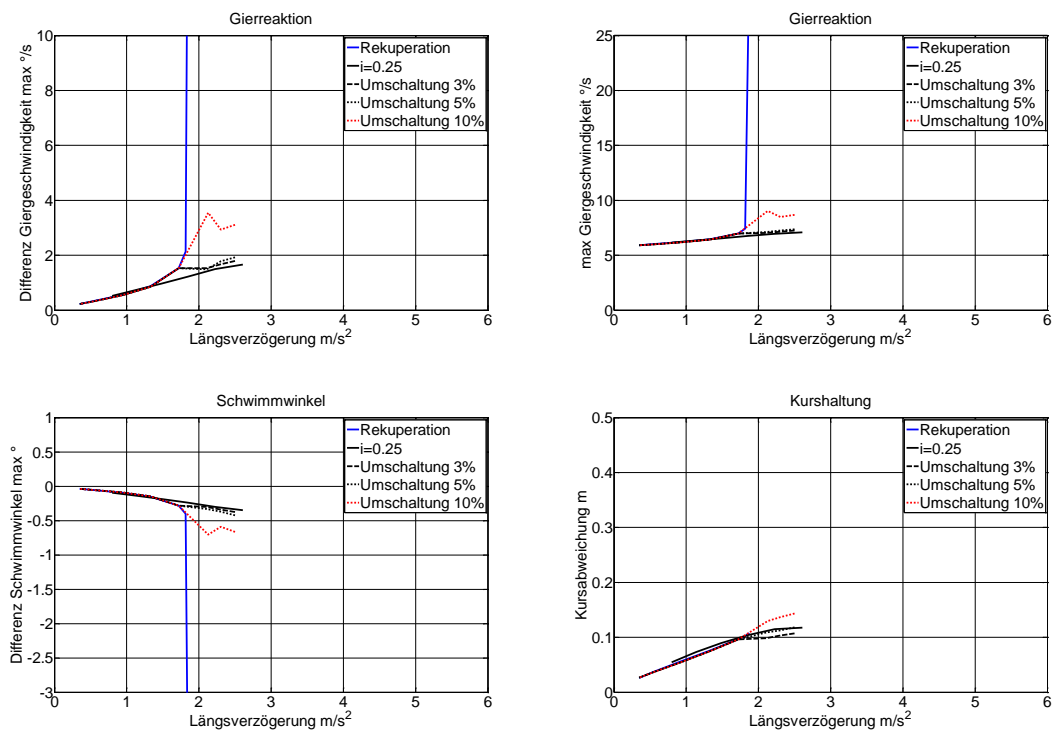 Gierreaktion
Differenz Giergeschwindigkeit max °/s
10
8
6
4
2
0
0 1 2 3 4 5 6
Längsverzögerung m/s²
Rekuperation
i=0.25
Umschaltung 3%
Umschaltung 5%
Umschaltung 10%
Gierreaktion
max Giergeschwindigkeit °/s
25
20
15
10
5
0
0 1 2 3 4 5 6
Längsverzögerung m/s²
Rekuperation
i=0.25
Umschaltung 3%
Umschaltung 5%
Umschaltung 10%
Schwimmwinkel
Differenz Schwimmwinkel max °
1
0.5
0
-0.5
-1
-1.5
-2
-2.5
-3
0 1 2 3 4 5 6
Längsverzögerung m/s²
Rekuperation
i=0.25
Umschaltung 3%
Umschaltung 5%
Umschaltung 10%
Kurshaltung
Kursabweichung m
0.5
0.4
0.3
0.2
0.1
0
0 1 2 3 4 5 6
Längsverzögerung m/s²
Rekuperation
i=0.25
Umschaltung 3%
Umschaltung 5%
Umschaltung 10%